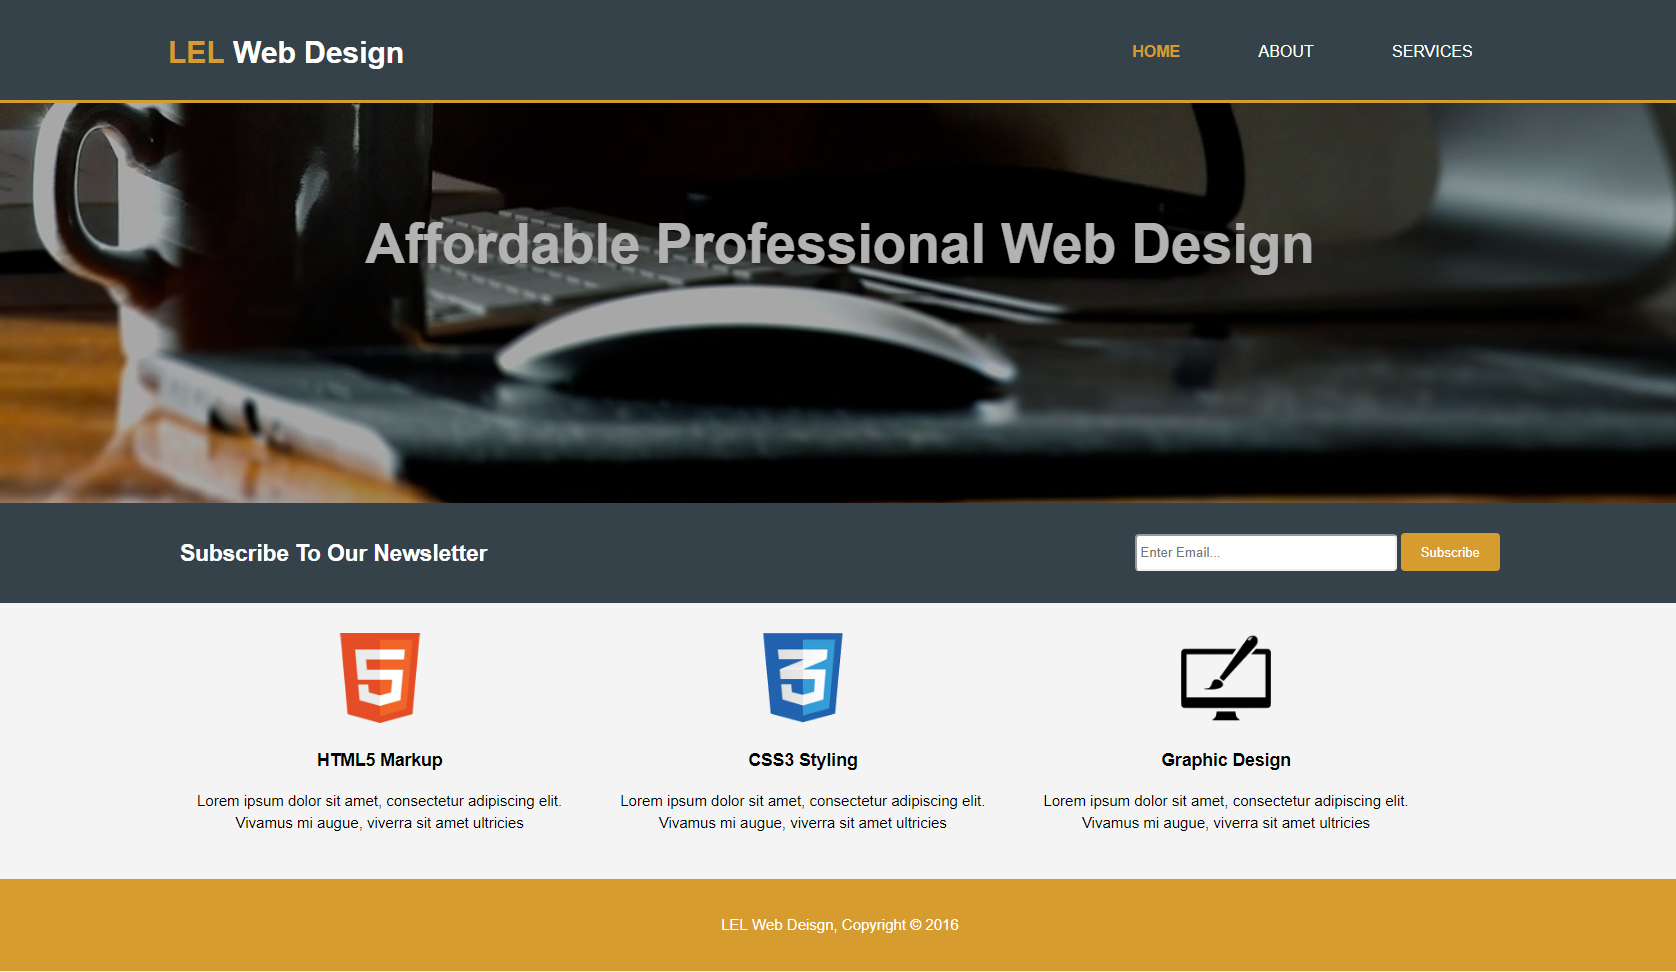 LEL Web Design
HOME ABOUT SERVICES
Affordable Professional Web Design
Subscribe To Our Newsletter
Enter Email...
Subscribe
HTML5 Markup
Lorem ipsum dolor sit amet, consectetur adipiscing elit.
Vivamus mi augue, viverra sit amet ultricies
CSS3 Styling
Lorem ipsum dolor sit amet, consectetur adipiscing elit.
Vivamus mi augue, viverra sit amet ultricies
Graphic Design
Lorem ipsum dolor sit amet, consectetur adipiscing elit.
Vivamus mi augue, viverra sit amet ultricies
LEL Web Deisgn, Copyright © 2016